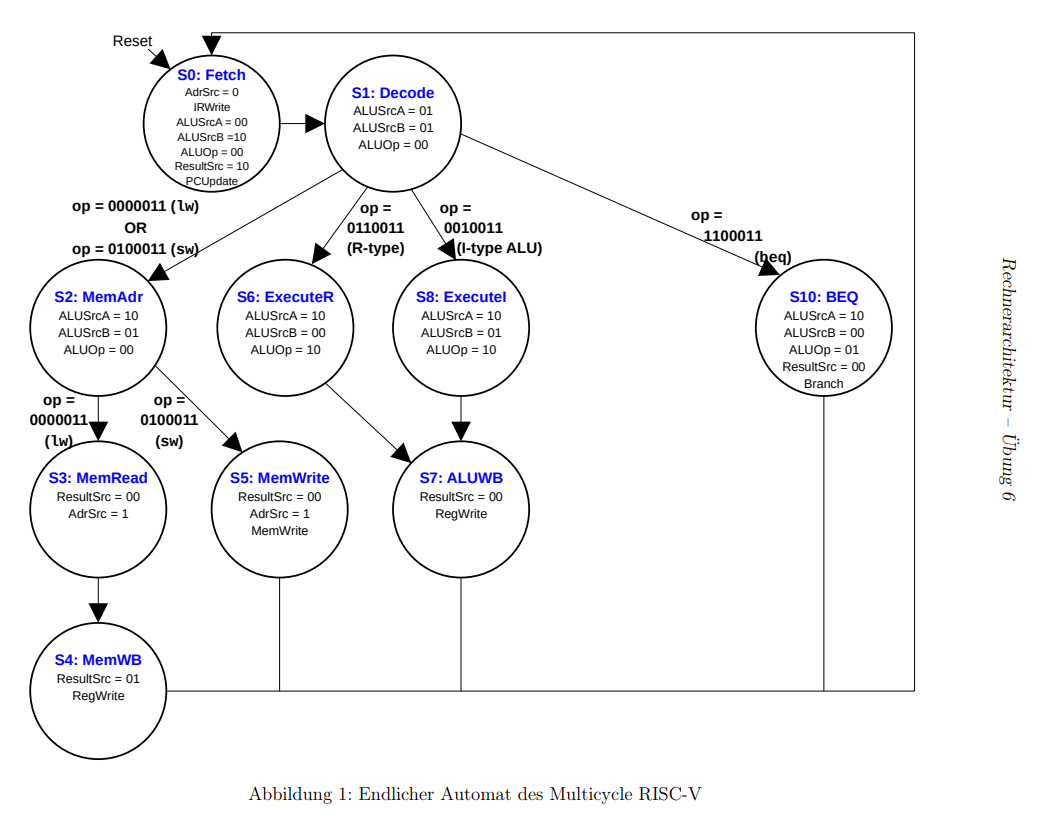 Reset
S0: Fetch
AdrSrc = 0
IRWrite
ALUSrcA = 00
ALUSrcB =10
ALUOp = 00
ResultSrc = 10
PCUpdate
S1: Decode
ALUSrcA = 01
ALUSrcB = 01
ALUOp = 00
op = 0000011 (lw)
OR
op = 0100011 (sw)
op =
0110011
(R-type)
op =
0010011
(I-type ALU)
op =
1100011
(beq)
S2: MemAdr
ALUSrcA = 10
ALUSrcB = 01
ALUOp = 00
S6: ExecuteR
ALUSrcA = 10
ALUSrcB = 00
ALUOp = 10
S8: ExecuteI
ALUSrcA = 10
ALUSrcB = 01
ALUOp = 10
S10: BEQ
ALUSrcA = 10
ALUSrcB = 00
ALUOp = 01
ResultSrc = 00
Branch
op =
0000011
(lw)
op =
0100011
(sw)
S3: MemRead
ResultSrc = 00
AdrSrc = 1
S5: MemWrite
ResultSrc = 00
AdrSrc = 1
MemWrite
S7: ALUWB
ResultSrc = 00
RegWrite
S4: MemWB
ResultSrc = 01
RegWrite
Abbildung 1: Endlicher Automat des Multicycle RISC-V
Rechnerarchitektur – Übung 6